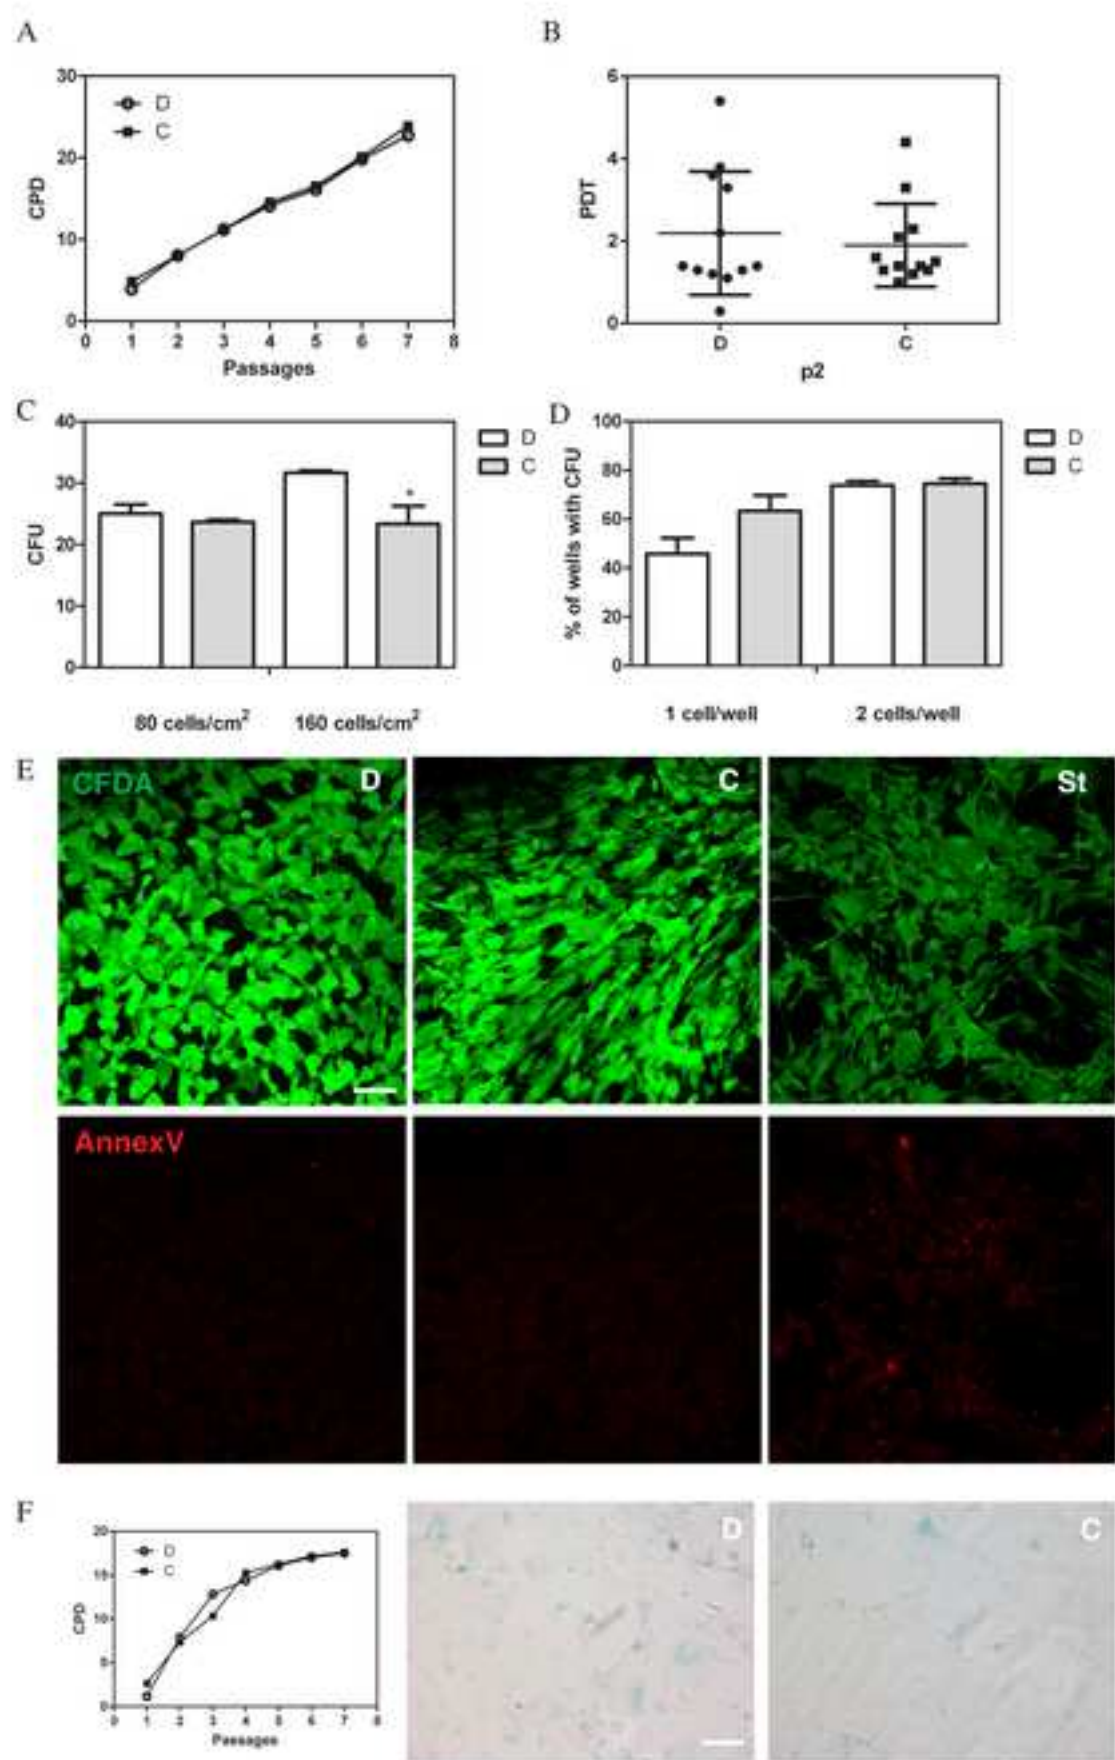 A
B
30
20
10
0
CPD
D
C
0 1 2 3 4 5 6 7 8
Passages
6
4
2
0
PDT
D C
p2
C
40
30
20
10
0
CFU
D
C
*
80 cells/cm² 160 cells/cm²
D
100
80
60
40
20
0
% of wells with CFU
D
C
1 cell/well 2 cells/well
E
CFDA
D
C
St
AnnexV
F
20
15
10
5
0
CPD
D
C
0 1 2 3 4 5 6 7 8
Passages
D
C